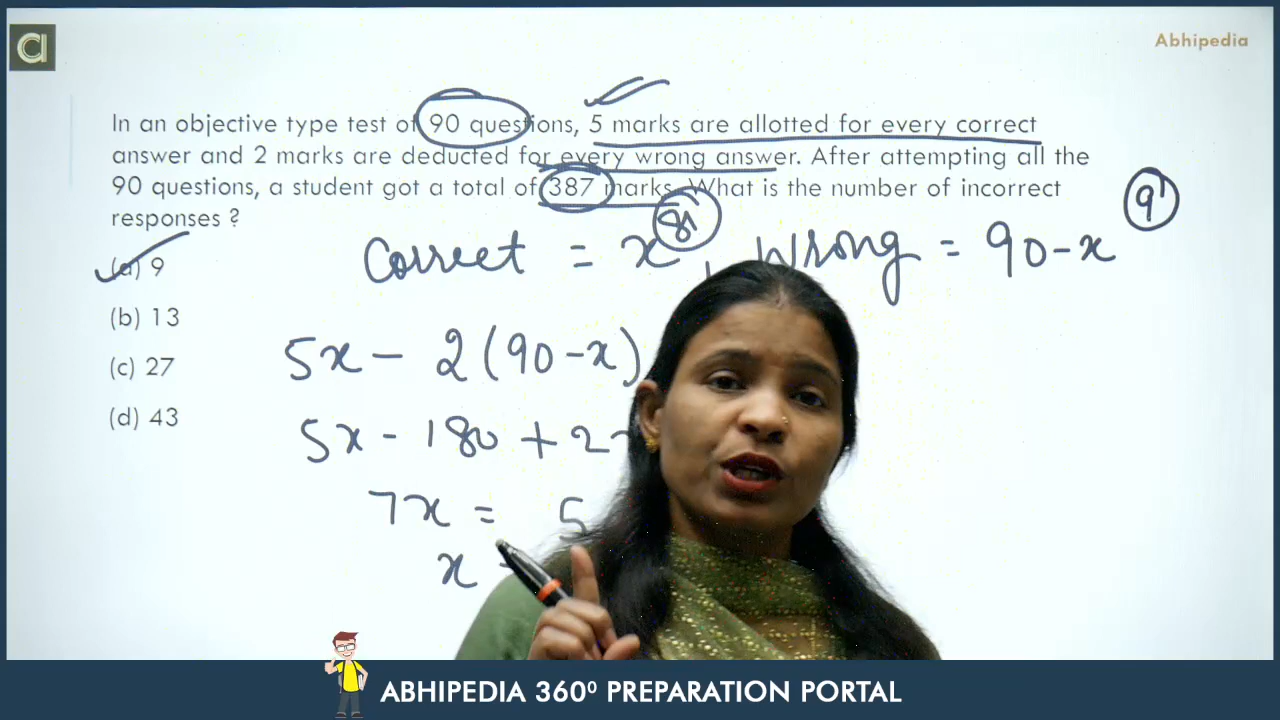 Abhipedia
In an objective type test of 90 questions, 5 marks are allotted for every correct
answer and 2 marks are deducted for every wrong answer. After attempting all the
90 questions, a student got a total of 387 marks. What is the number of incorrect
responses ?
Correct = x 81, Wrong = 90-x 9
(a) 9
(b) 13
(c) 27
(d) 43
5x - 2 (90-x)
5x - 180 + 2
7x = 5
x
ABHIPEDIA 360⁰ PREPARATION PORTAL